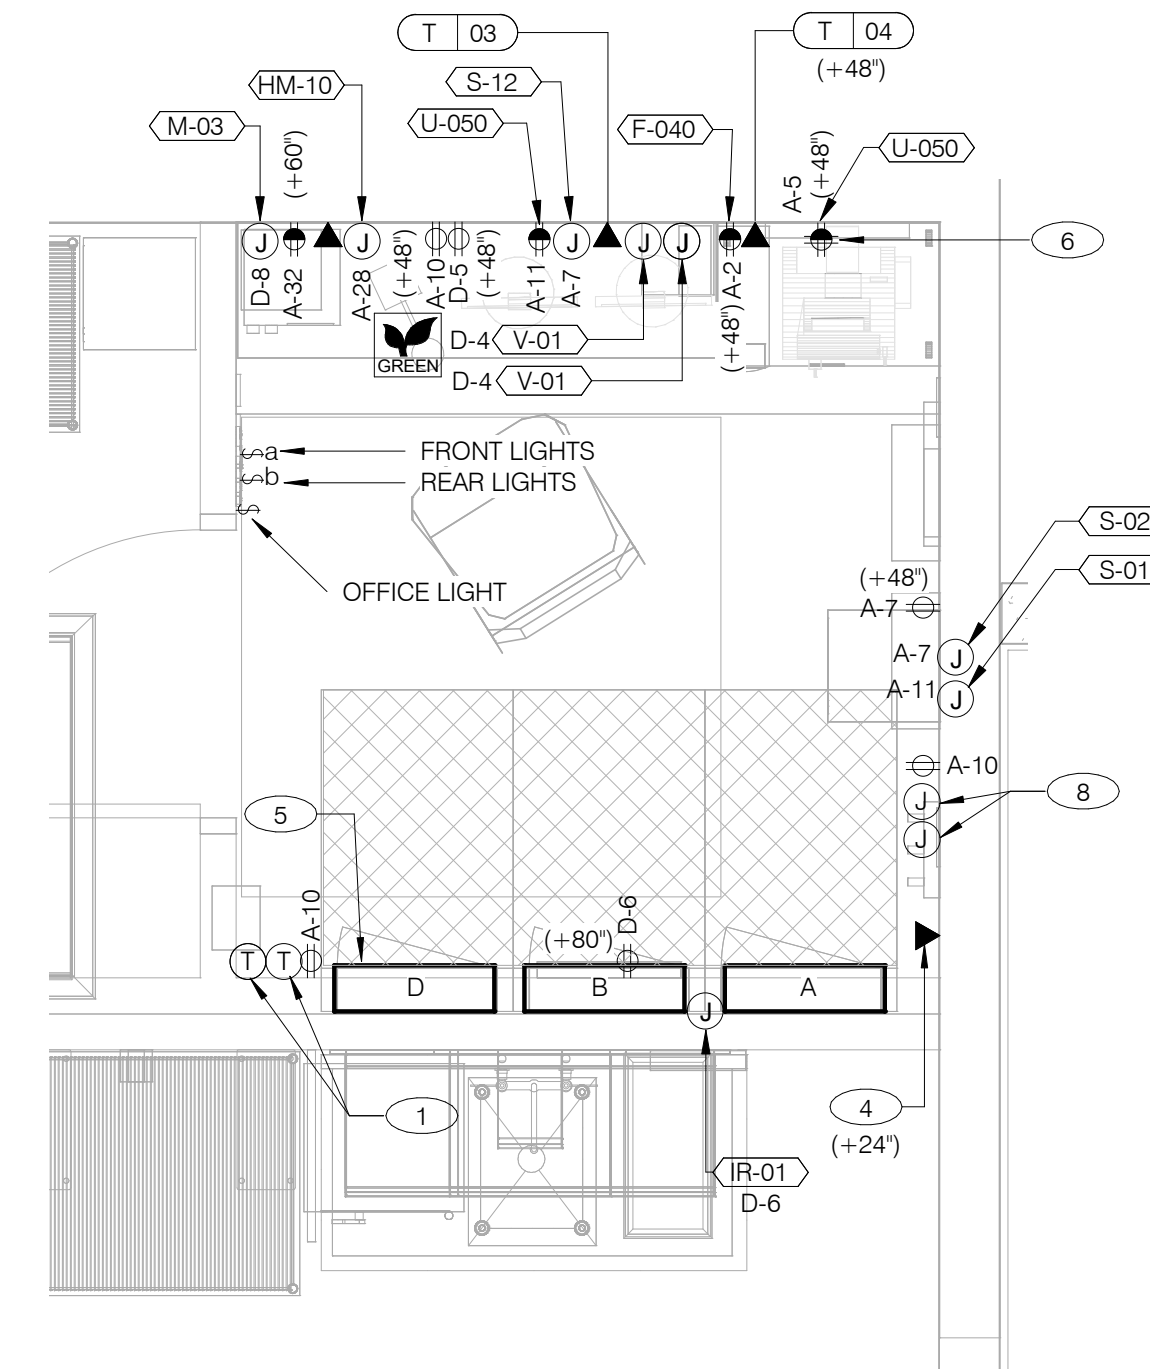 T 03
T 04
(+48")
HM-10
S-12
M-03
(+60")
U-050
F-040
A-5
(+48")
U-050
J
J
J
J
J
6
D-8
A-32
A-28
(+48")
A-10
D-5
(+48")
A-11
A-7
A-2
(+48")
D-4 V-01
GREEN
D-4 V-01
$a FRONT LIGHTS
$b REAR LIGHTS
$
OFFICE LIGHT
S-02
S-01
(+48")
A-7
A-7 J
A-11 J
A-10
J
J
8
5
A-10
(+80")
D-6
T T
D B A
J
1
4
(+24")
IR-01
D-6